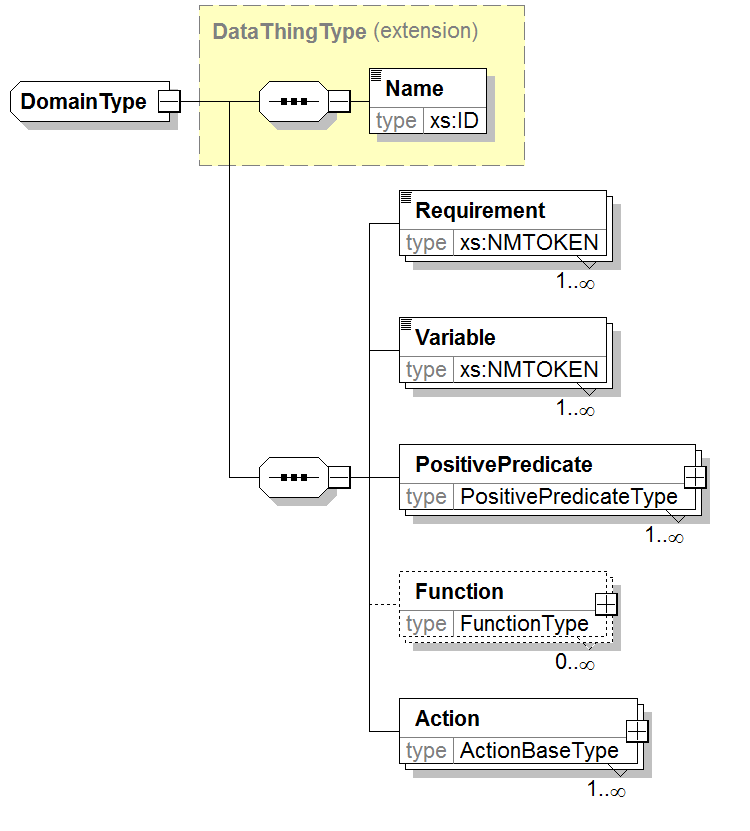 DataThingType (extension)
DomainType
Name
type xs:ID
Requirement
type xs:NMTOKEN
1..∞
Variable
type xs:NMTOKEN
1..∞
PositivePredicate
type PositivePredicateType
1..∞
Function
type FunctionType
0..∞
Action
type ActionBaseType
1..∞